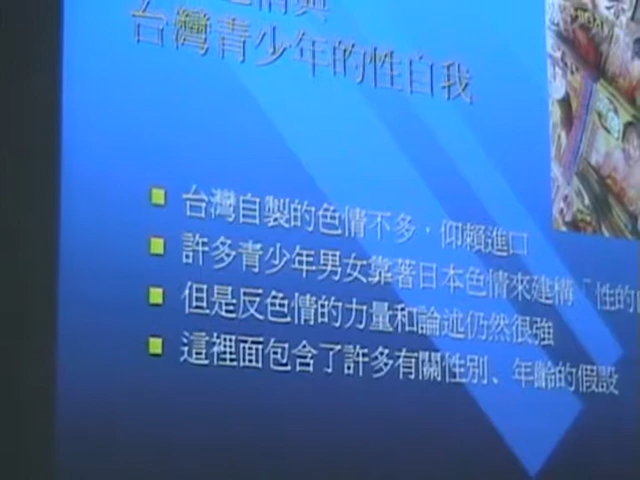 色情與
台灣青少年的性自我
台灣自製的色情不多，仰賴進口
許多青少年男女靠著日本色情來建構「性的
但是反色情的力量和論述仍然很強
這裡面包含了許多有關性別、年齡的假設